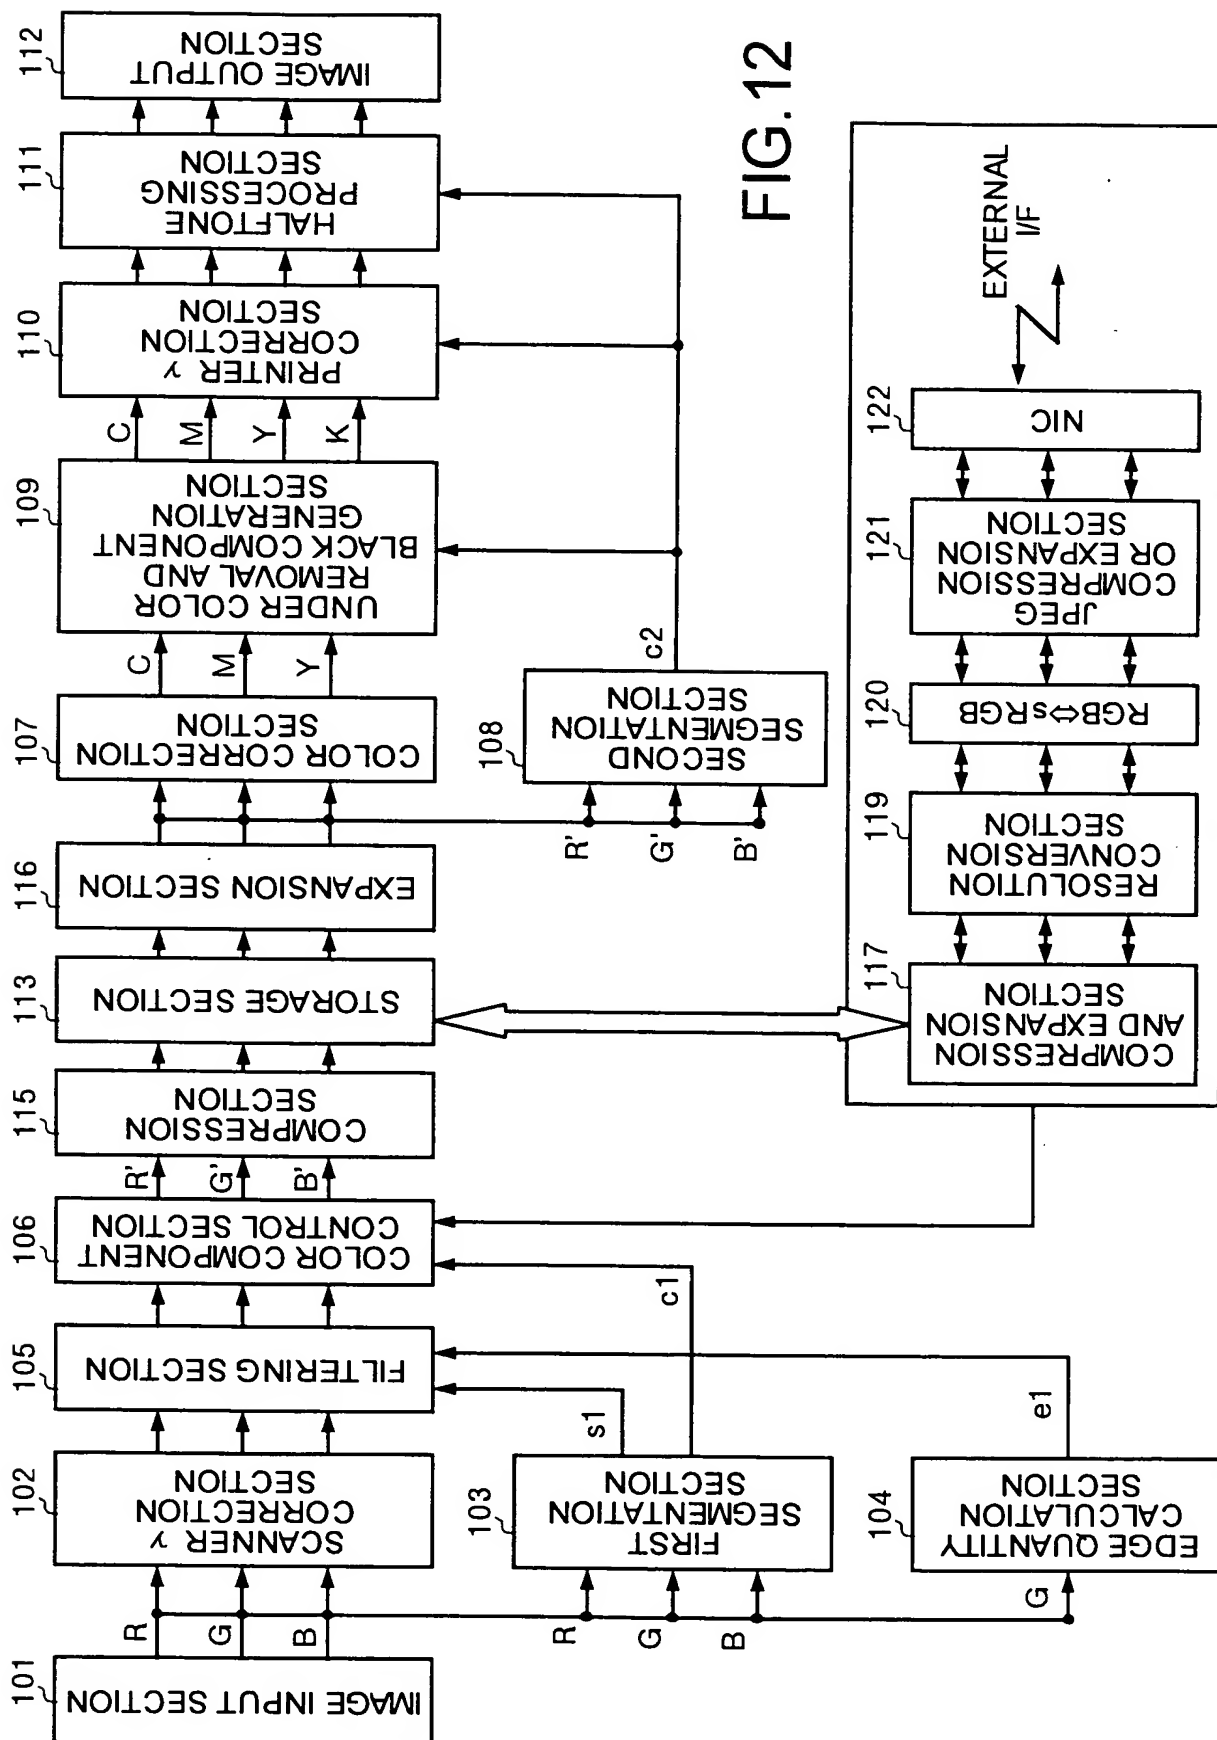 FIG.12
101
IMAGE INPUT SECTION
R
G
B
102
SCANNER γ
CORRECTION
SECTION
105
FILTERING SECTION
106
COLOR COMPONENT
CONTROL SECTION
R'
G'
B'
115
COMPRESSION
SECTION
113
STORAGE SECTION
116
EXPANSION SECTION
107
COLOR CORRECTION
C
M
Y
109
UNDER COLOR
REMOVAL AND
BLACK COMPONENT
GENERATION
SECTION
C
M
Y
K
110
PRINTER γ
CORRECTION
SECTION
111
HALFTONE
PROCESSING
SECTION
112
IMAGE OUTPUT
SECTION
R
G
B
103
FIRST
SEGMENTATION
SECTION
s1
c1
R'
G'
B'
108
SECOND
SEGMENTATION
SECTION
c2
G
104
EDGE QUANTITY
CALCULATION
SECTION
e1
117
COMPRESSION
AND EXPANSION
SECTION
119
RESOLUTION
CONVERSION
SECTION
120
RGB⇔sRGB
121
JPEG
COMPRESSION
OR EXPANSION
SECTION
122
NIC
EXTERNAL
I/F